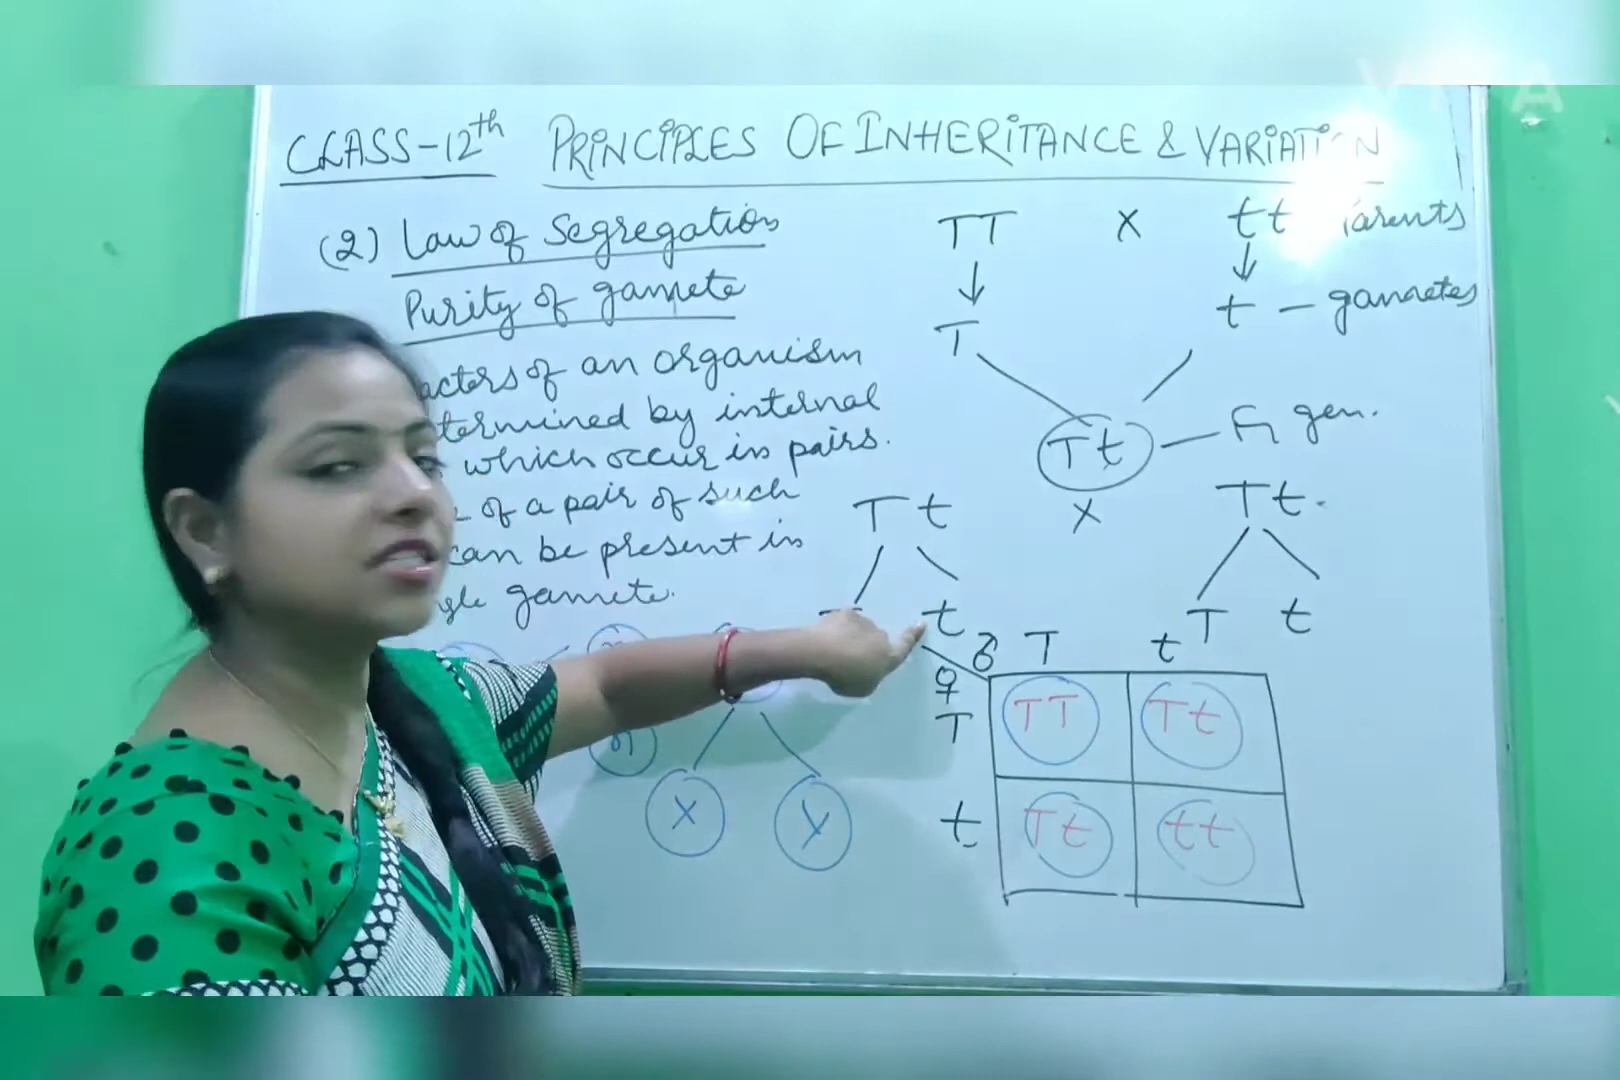 CLASS-12th PRINCIPLES OF INHERITANCE & VARIATION
(2) Law of Segregation
Purity of gamete
acters of an organism
termined by internal
which occur in pairs.
of a pair of such
can be present in
gle gamete.
TT X tt Parents
T t - gametes
Tt - F1 gen.
Tt X Tt.
t T t
♂ T t
♀
T TT Tt
t Tt tt
X Y